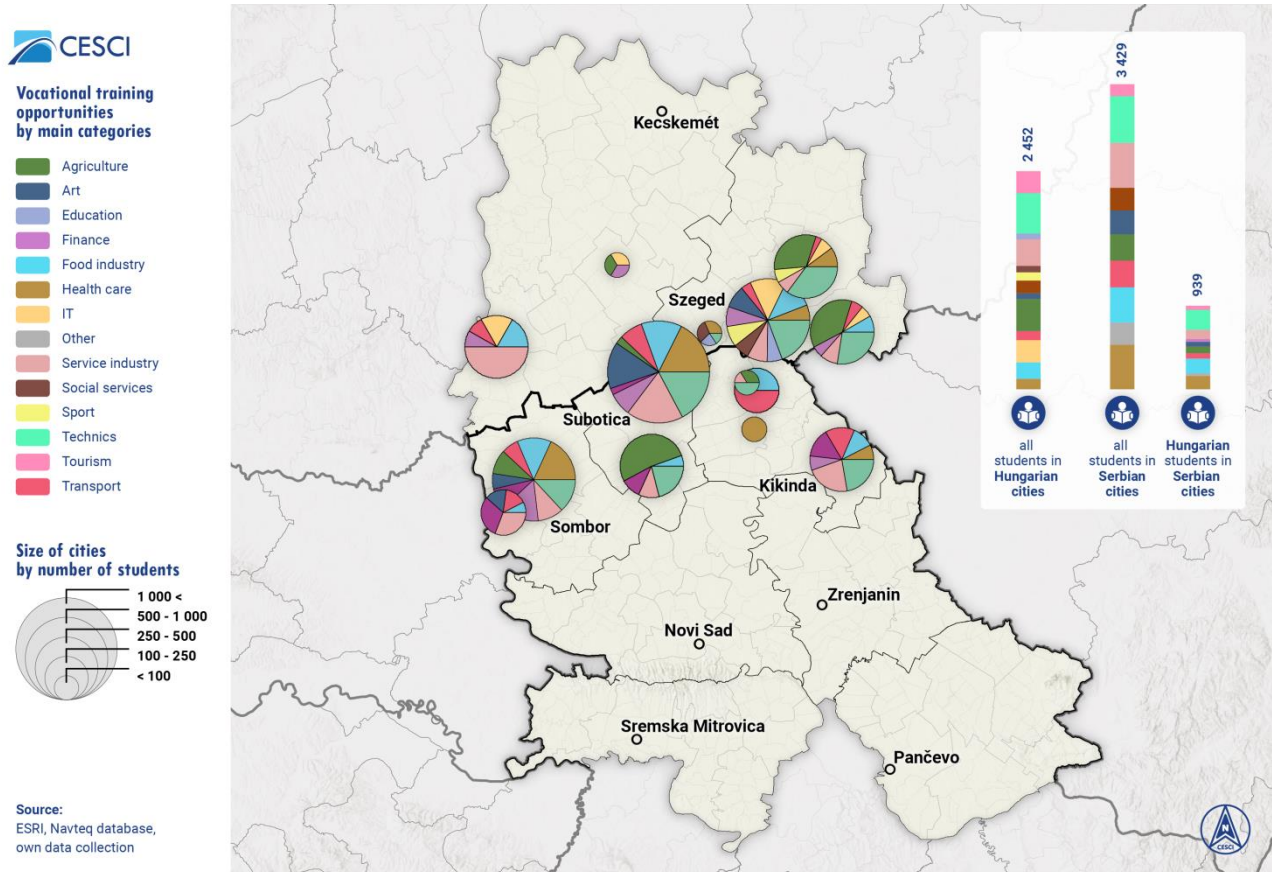 CESCI
Vocational training
opportunities
by main categories
Agriculture
Art
Education
Finance
Food industry
Health care
IT
Other
Service industry
Social services
Sport
Technics
Tourism
Transport
Size of cities
by number of students
1 000 <
500 - 1 000
250 - 500
100 - 250
< 100
Source:
ESRI, Navteq database,
own data collection
Kecskemét
Szeged
Subotica
Sombor
Kikinda
Zrenjanin
Novi Sad
Sremska Mitrovica
Pančevo
2 452
3 429
939
all
students in
Hungarian
cities
all
students in
Serbian
cities
Hungarian
students in
Serbian
cities
N
CESCI